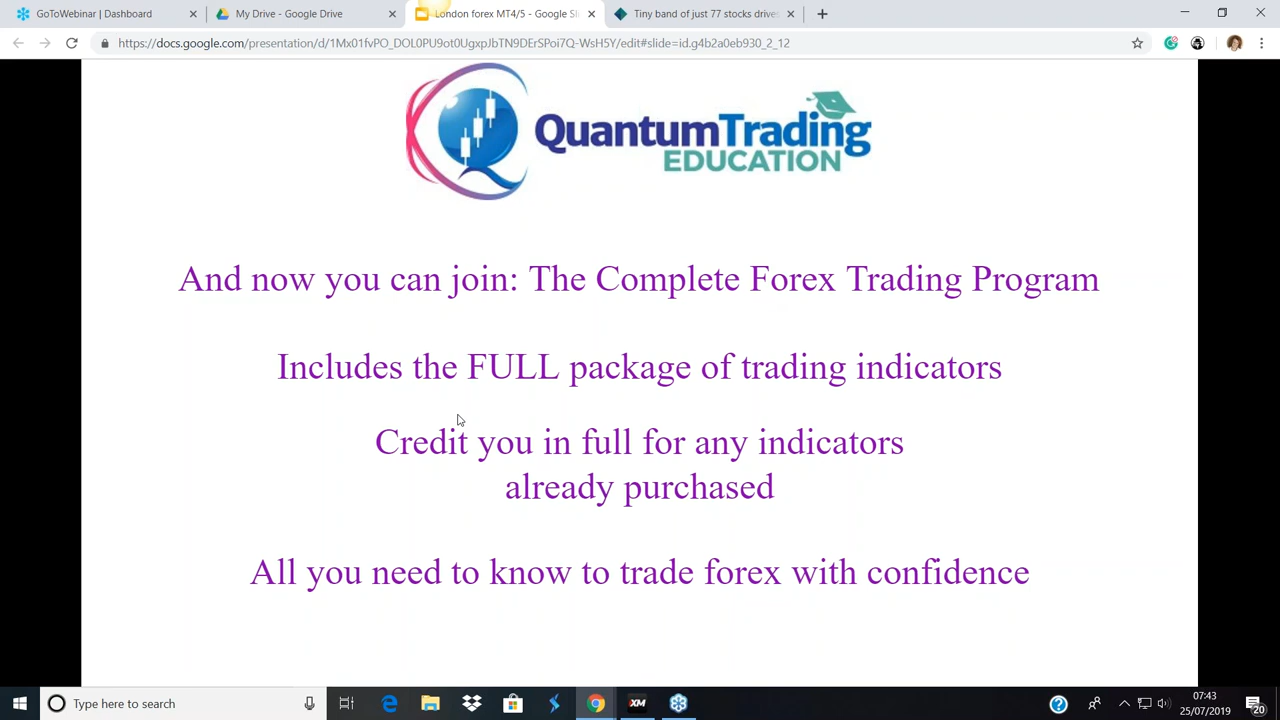 GoToWebinar | Dashboard
My Drive - Google Drive
London forex MT4/5 - Google Sl
Tiny band of just 77 stocks drives
https://docs.google.com/presentation/d/1Mx01fvPO_DOL0PU9ot0UgxpJbTN9DErSPoi7Q-WsH5Y/edit#slide=id.g4b2a0eb930_2_12
QuantumTrading
EDUCATION
And now you can join: The Complete Forex Trading Program
Includes the FULL package of trading indicators
Credit you in full for any indicators
already purchased
All you need to know to trade forex with confidence
Type here to search
XM
07:43
25/07/2019
20